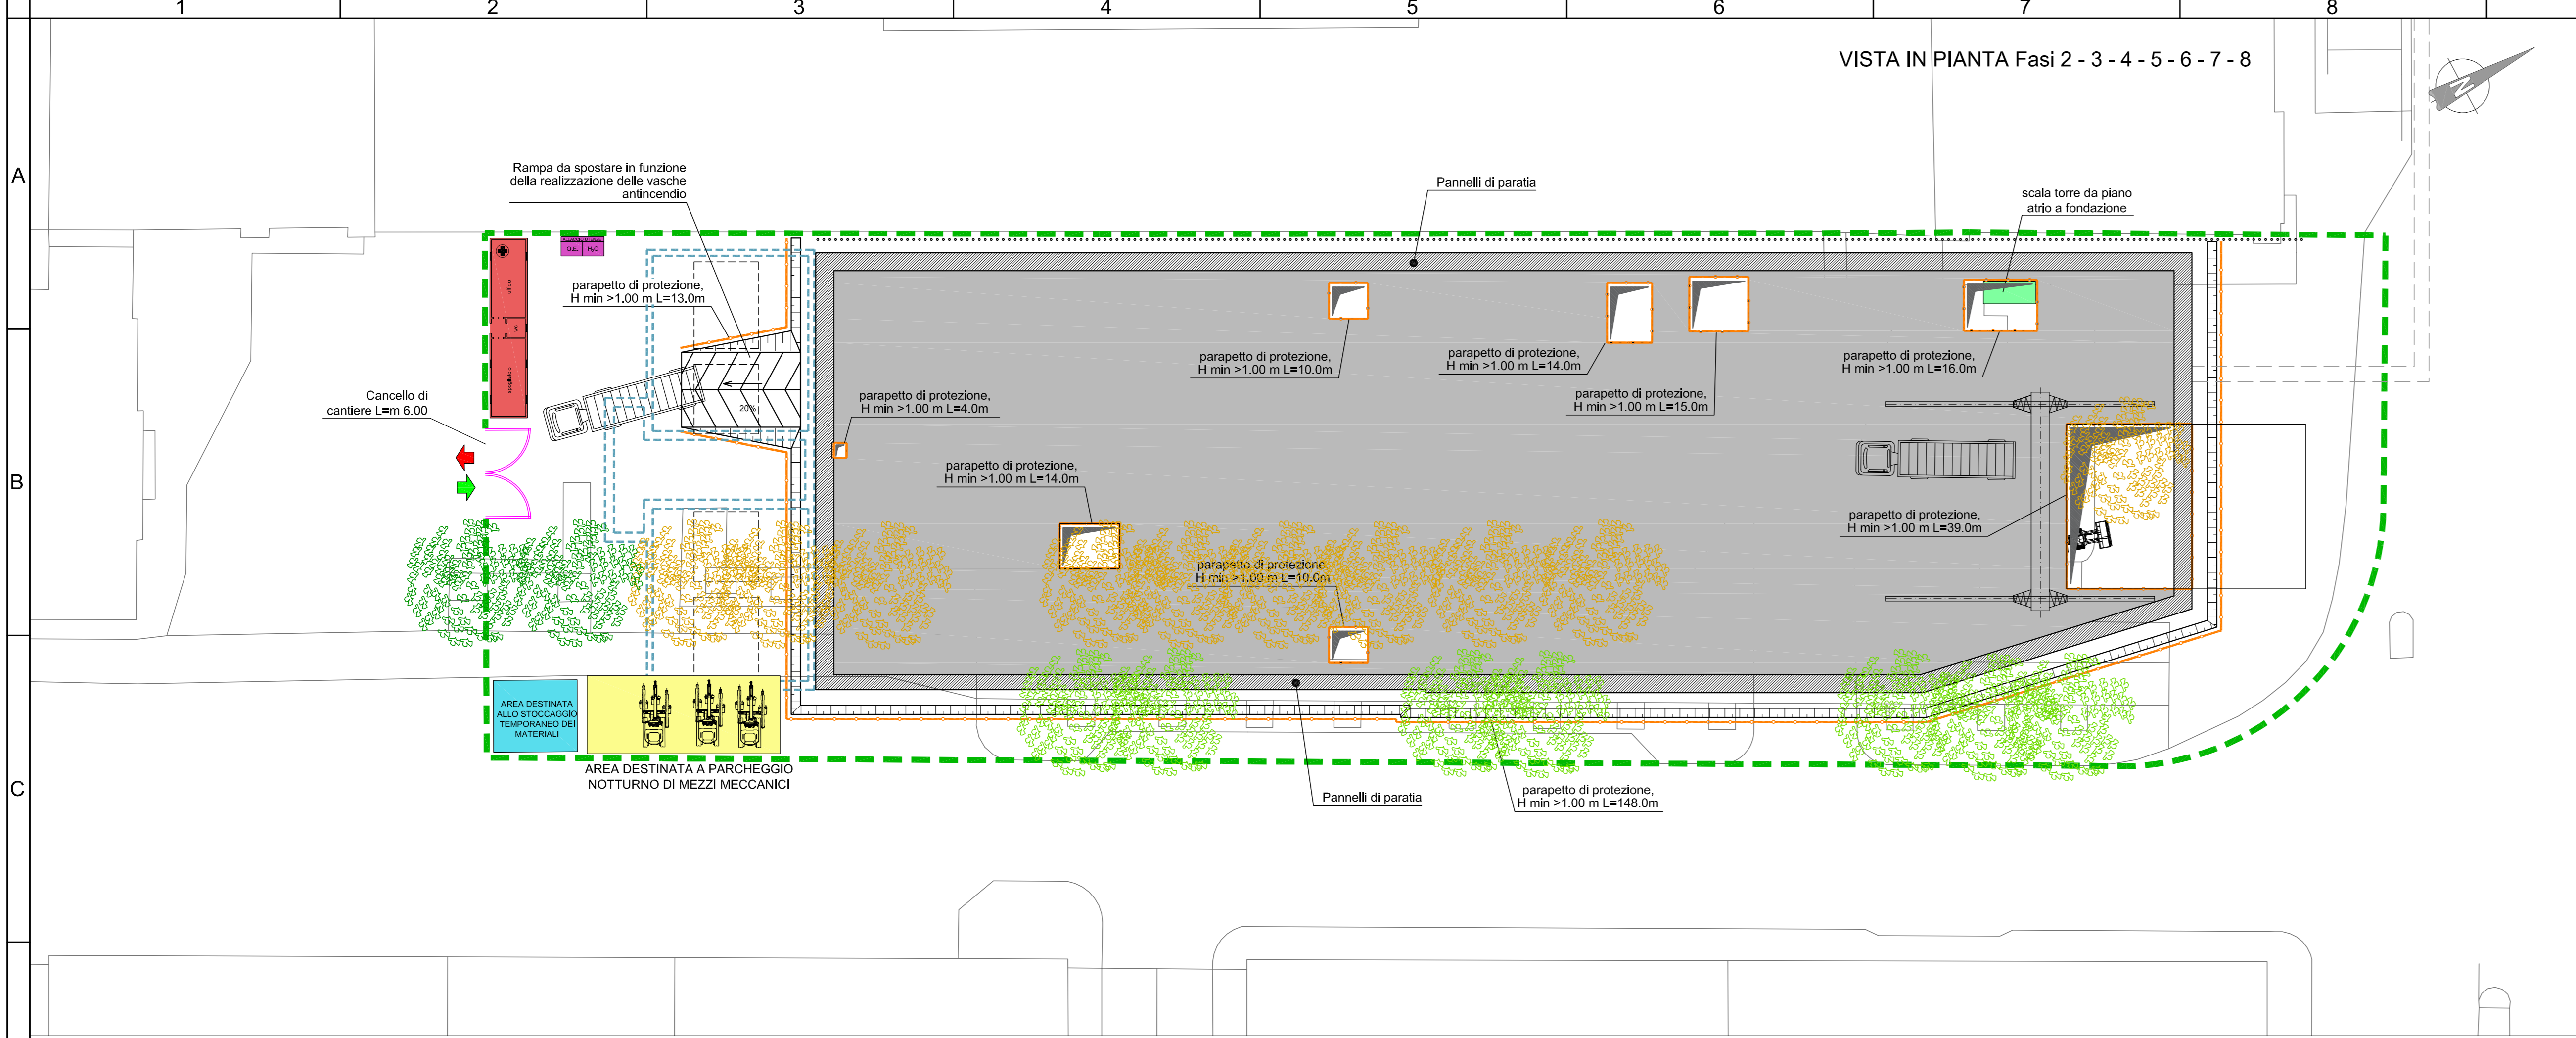 1
2
3
4
5
6
7
8
VISTA IN PIANTA Fasi 2 - 3 - 4 - 5 - 6 - 7 - 8
N
A
Rampa da spostare in funzione
della realizzazione delle vasche
antincendio
Pannelli di paratia
scala torre da piano
atrio a fondazione
ALLACCIO UTENZE
Q.E.
H2O
ufficio
wc
spogliatoio
parapetto di protezione,
H min >1.00 m L=13.0m
parapetto di protezione,
H min >1.00 m L=10.0m
parapetto di protezione,
H min >1.00 m L=14.0m
parapetto di protezione,
H min >1.00 m L=16.0m
parapetto di protezione,
H min >1.00 m L=15.0m
Cancello di
cantiere L=m 6.00
20%
parapetto di protezione,
H min >1.00 m L=4.0m
B
parapetto di protezione,
H min >1.00 m L=14.0m
parapetto di protezione,
H min >1.00 m L=39.0m
parapetto di protezione,
H min >1.00 m L=10.0m
AREA DESTINATA
ALLO STOCCAGGIO
TEMPORANEO DEI
MATERIALI
AREA DESTINATA A PARCHEGGIO
NOTTURNO DI MEZZI MECCANICI
C
Pannelli di paratia
parapetto di protezione,
H min >1.00 m L=148.0m